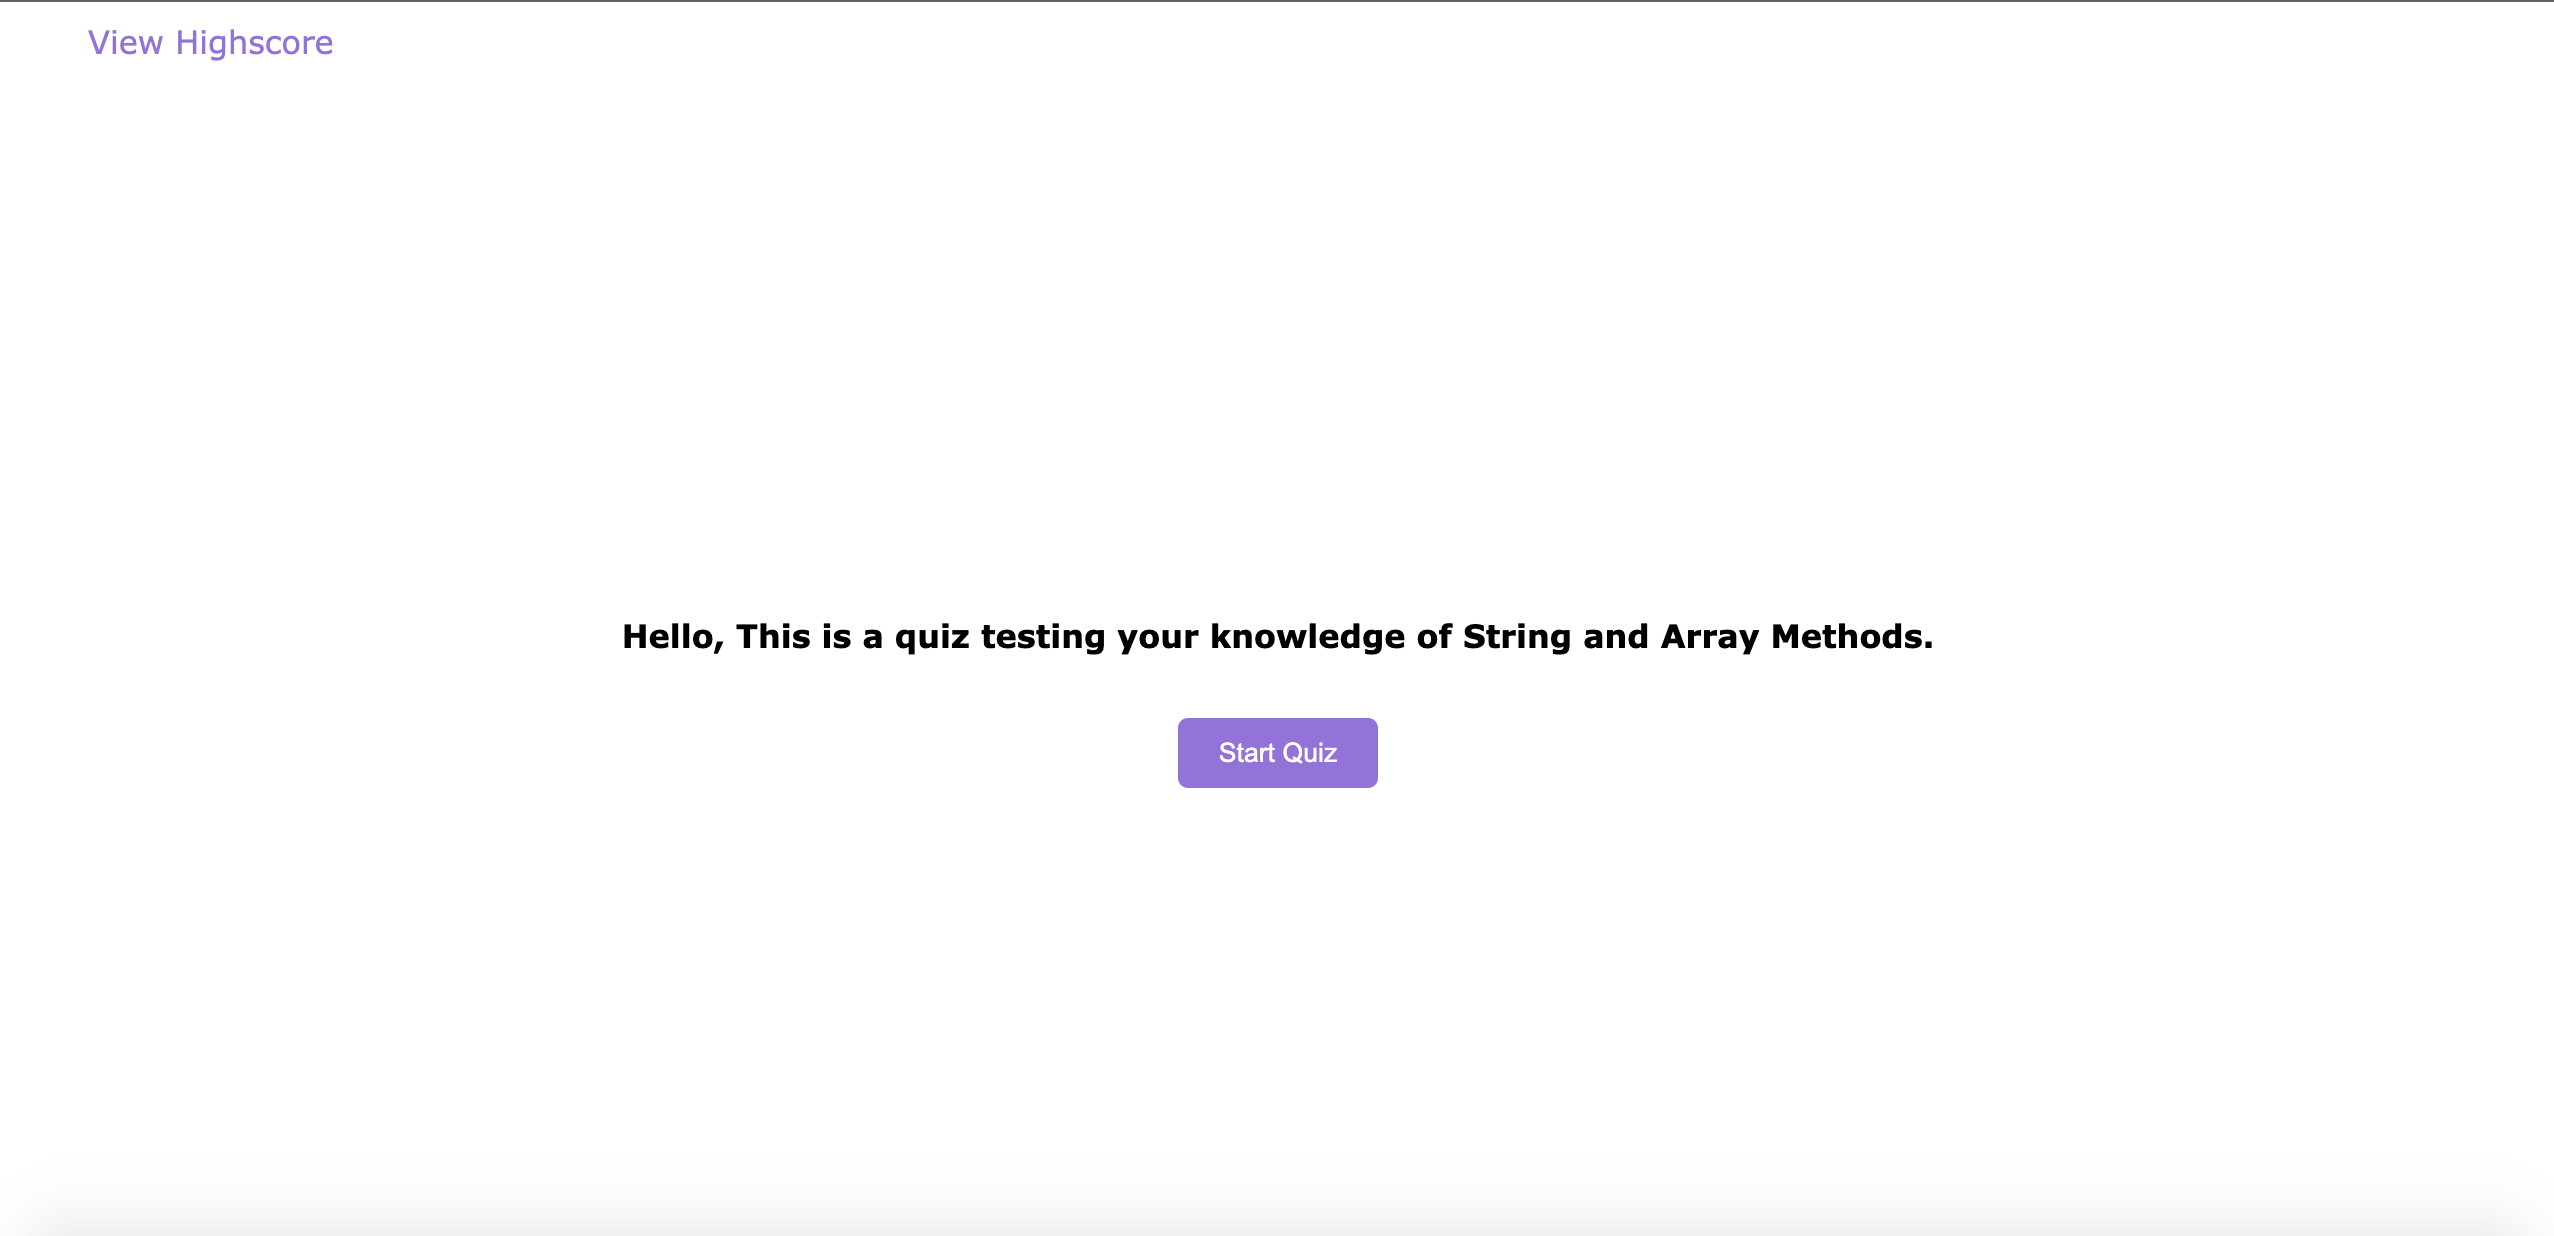 View Highscore
Hello, This is a quiz testing your knowledge of String and Array Methods.
Start Quiz